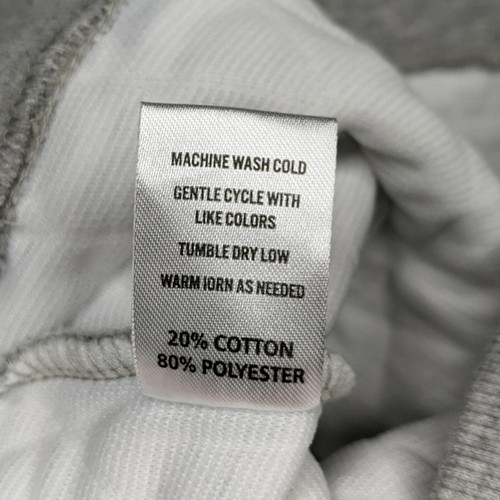 MACHINE WASH COLD
GENTLE CYCLE WITH
LIKE COLORS
TUMBLE DRY LOW
WARM IORN AS NEEDED
20% COTTON
80% POLYESTER